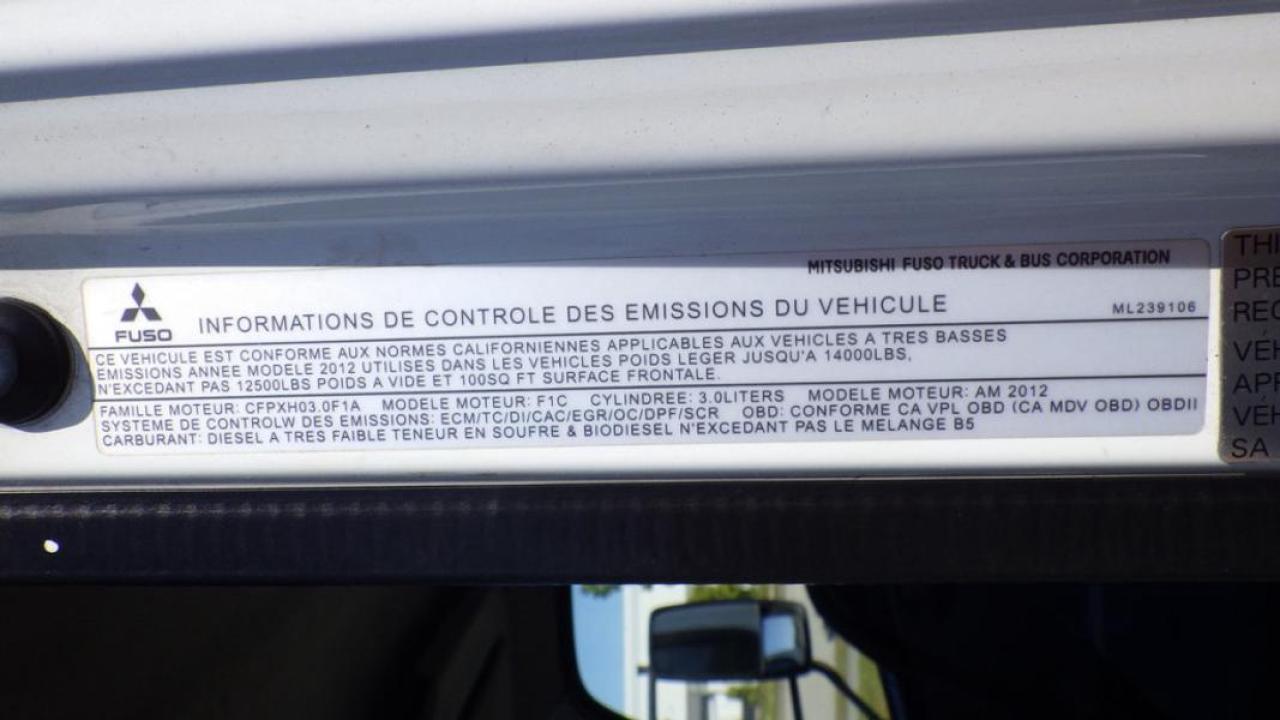 MITSUBISHI FUSO TRUCK & BUS CORPORATION
FUSO
INFORMATIONS DE CONTROLE DES EMISSIONS DU VEHICULE
ML239106
CE VEHICULE EST CONFORME AUX NORMES CALIFORNIENNES APPLICABLES AUX VEHICLES A TRES BASSES
EMISSIONS ANNEE MODELE 2012 UTILISES DANS LES VEHICLES POIDS LEGER JUSQU'A 14000LBS,
N'EXCEDANT PAS 12500LBS POIDS A VIDE ET 100SQ FT SURFACE FRONTALE.
FAMILLE MOTEUR: CFPXH03.0F1A MODELE MOTEUR: F1C CYLINDREE: 3.0LITERS MODELE MOTEUR: AM 2012
SYSTEME DE CONTROLW DES EMISSIONS: ECM/TC/DI/CAC/EGR/OC/DPF/SCR OBD: CONFORME CA VPL OBD (CA MDV OBD) OBDII
CARBURANT: DIESEL A TRES FAIBLE TENEUR EN SOUFRE & BIODIESEL N'EXCEDANT PAS LE MELANGE B5
THI
PRE
REC
VÉH
APP
VEH
SA